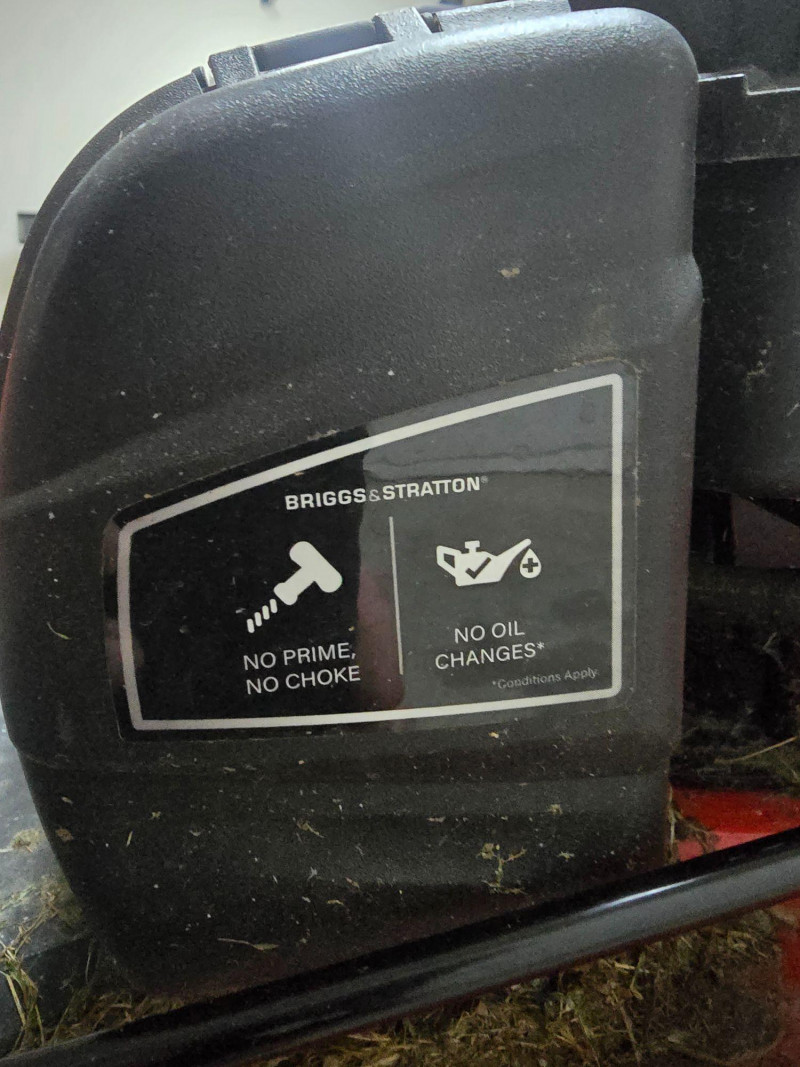 BRIGGS&STRATTON®
NO PRIME,
NO CHOKE
NO OIL
CHANGES*
*Conditions Apply.